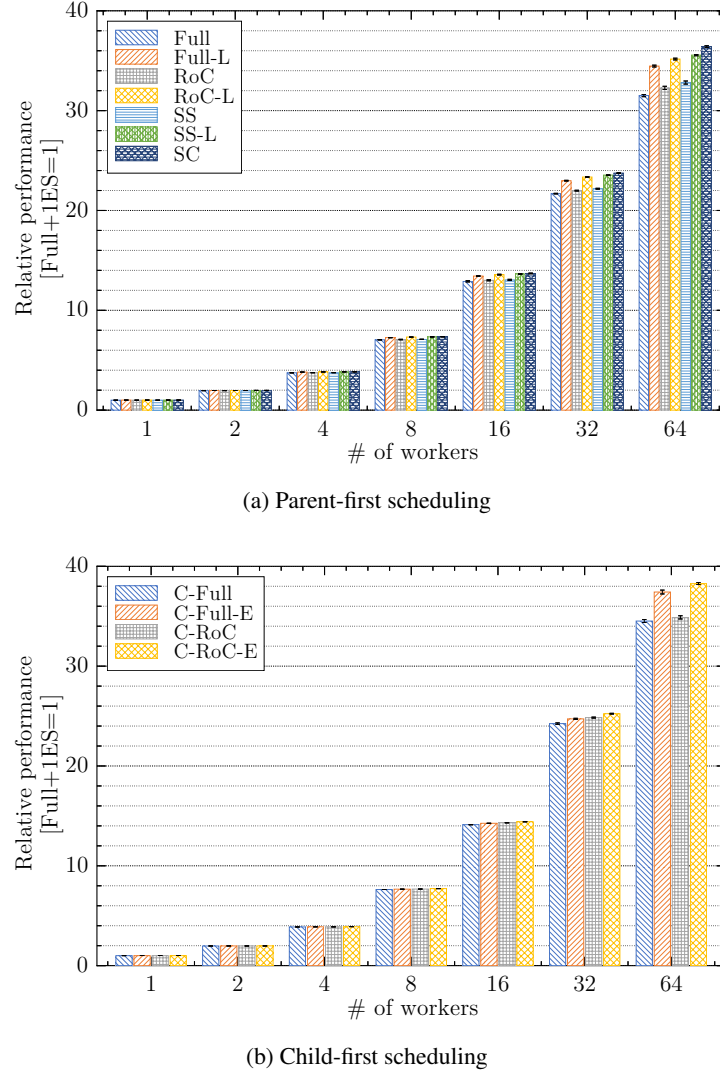 40
30
20
10
0
Relative performance
[Full+1ES=1]
Full
Full-L
RoC
RoC-L
SS
SS-L
SC
1 2 4 8 16 32 64
# of workers
(a) Parent-first scheduling
40
30
20
10
0
Relative performance
[Full+1ES=1]
C-Full
C-Full-E
C-RoC
C-RoC-E
1 2 4 8 16 32 64
# of workers
(b) Child-first scheduling